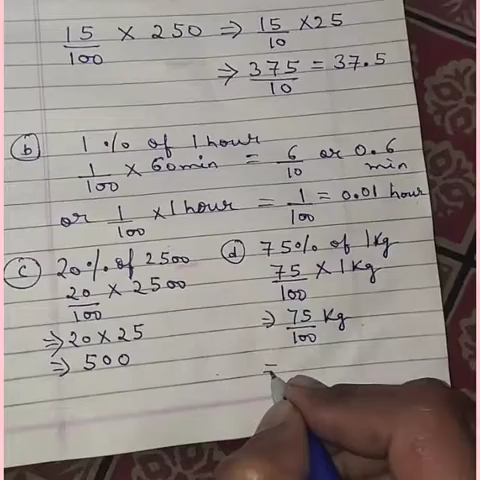 15/100 × 250 ⇒ 15/10 × 25
⇒ 375/10 = 37.5
(b) 1% of 1 hour
1/100 × 60 min = 6/10 or 0.6 min
or 1/100 × 1 hour = 1/100 = 0.01 hour
(c) 20% of 2500
20/100 × 2500
⇒ 20 × 25
⇒ 500
(d) 75% of 1 kg
75/100 × 1 kg
⇒ 75/100 kg
=